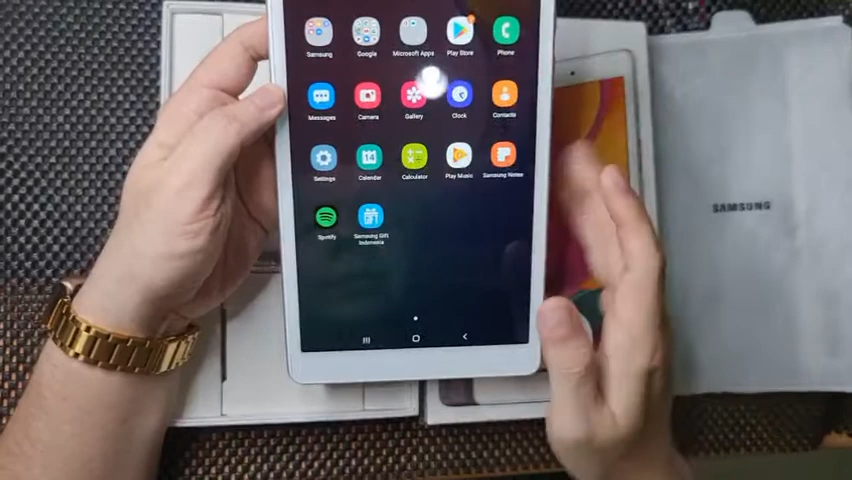 Samsung
Google
Microsoft Apps
Play Store
Phone
Messages
Camera
Gallery
Clock
Contacts
14
Settings
Calendar
Calculator
Play Music
Samsung Notes
Spotify
Samsung Gift
Indonesia
SAMSUNG